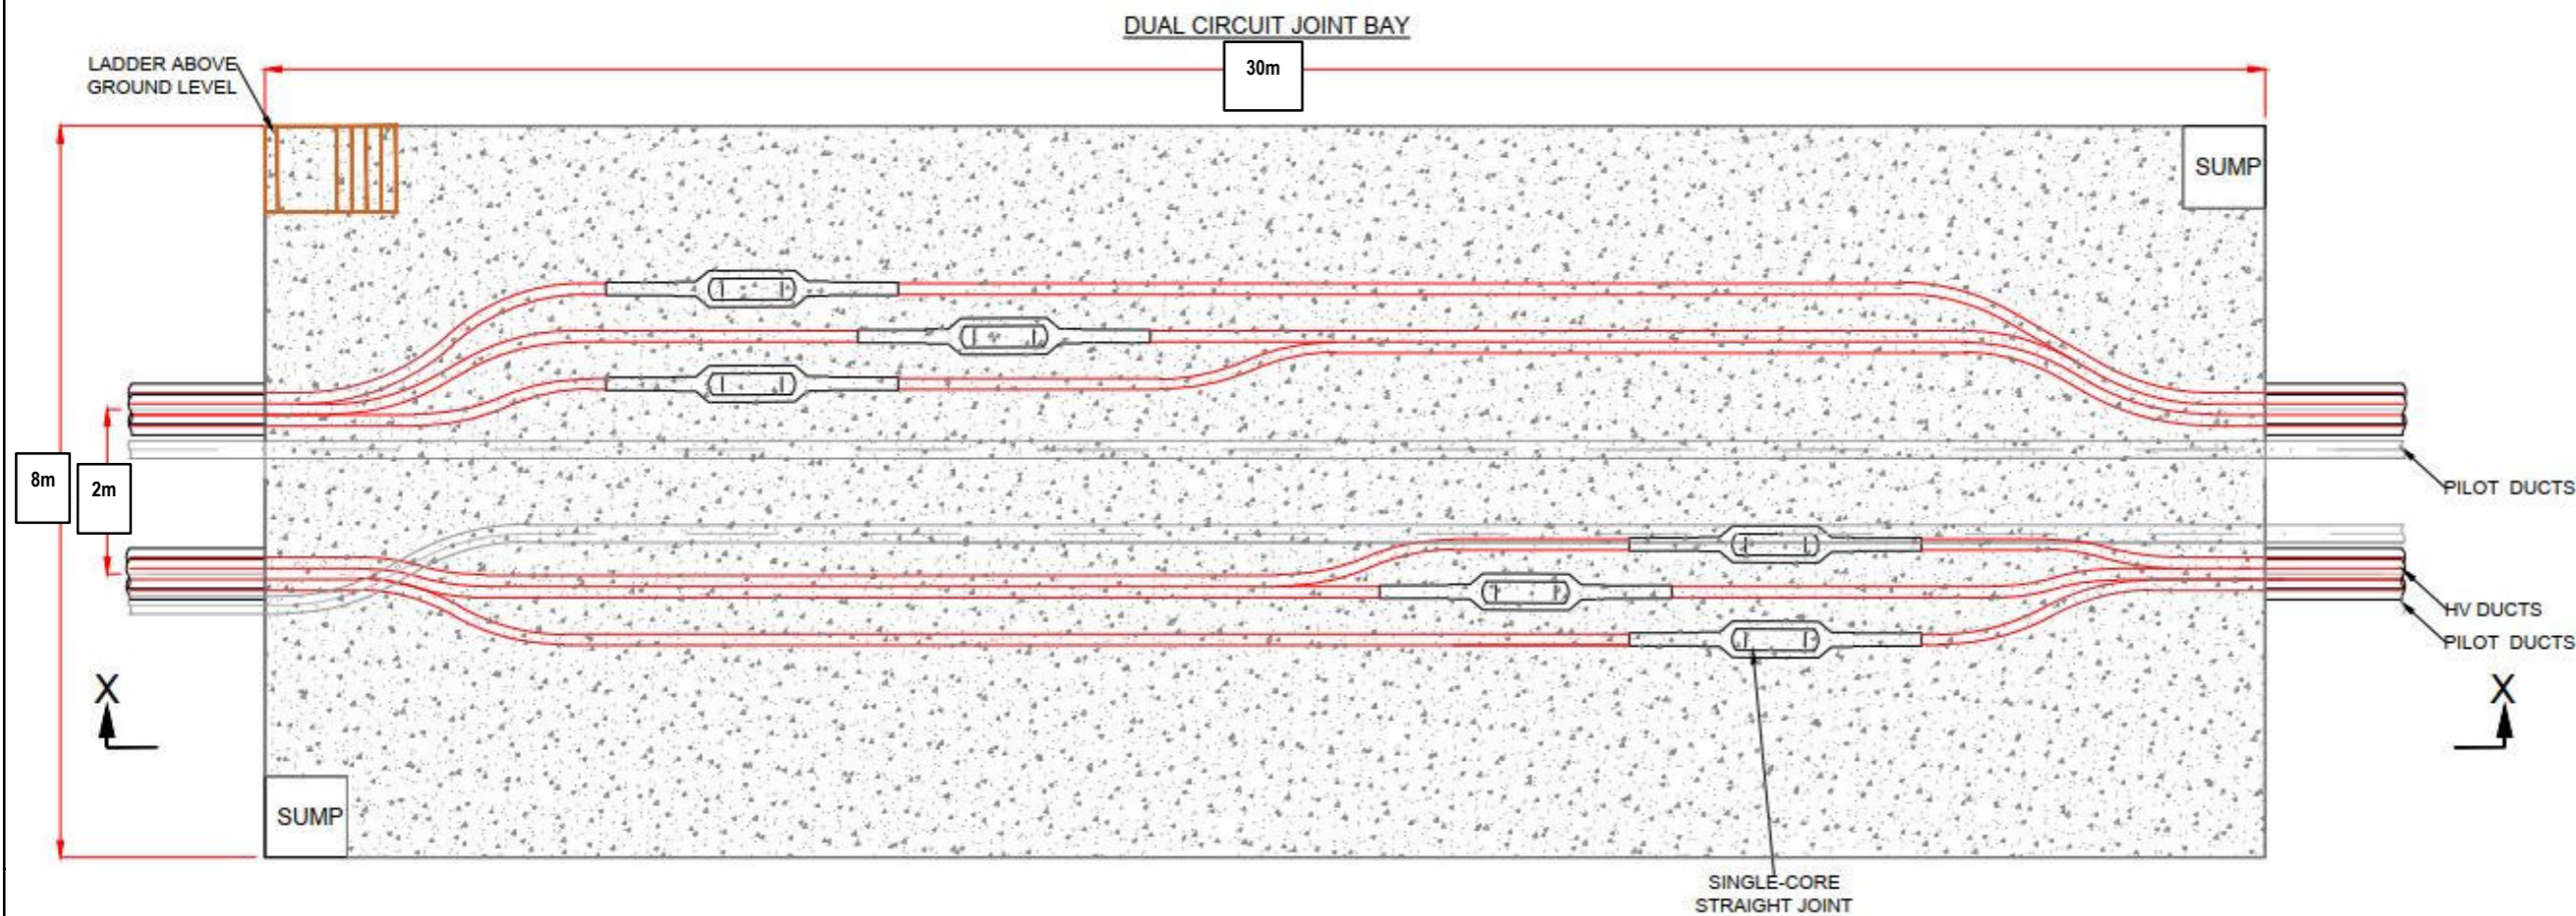 DUAL CIRCUIT JOINT BAY
LADDER ABOVE
GROUND LEVEL
30m
SUMP
8m
2m
PILOT DUCTS
HV DUCTS
PILOT DUCTS
X
X
SUMP
SINGLE-CORE
STRAIGHT JOINT